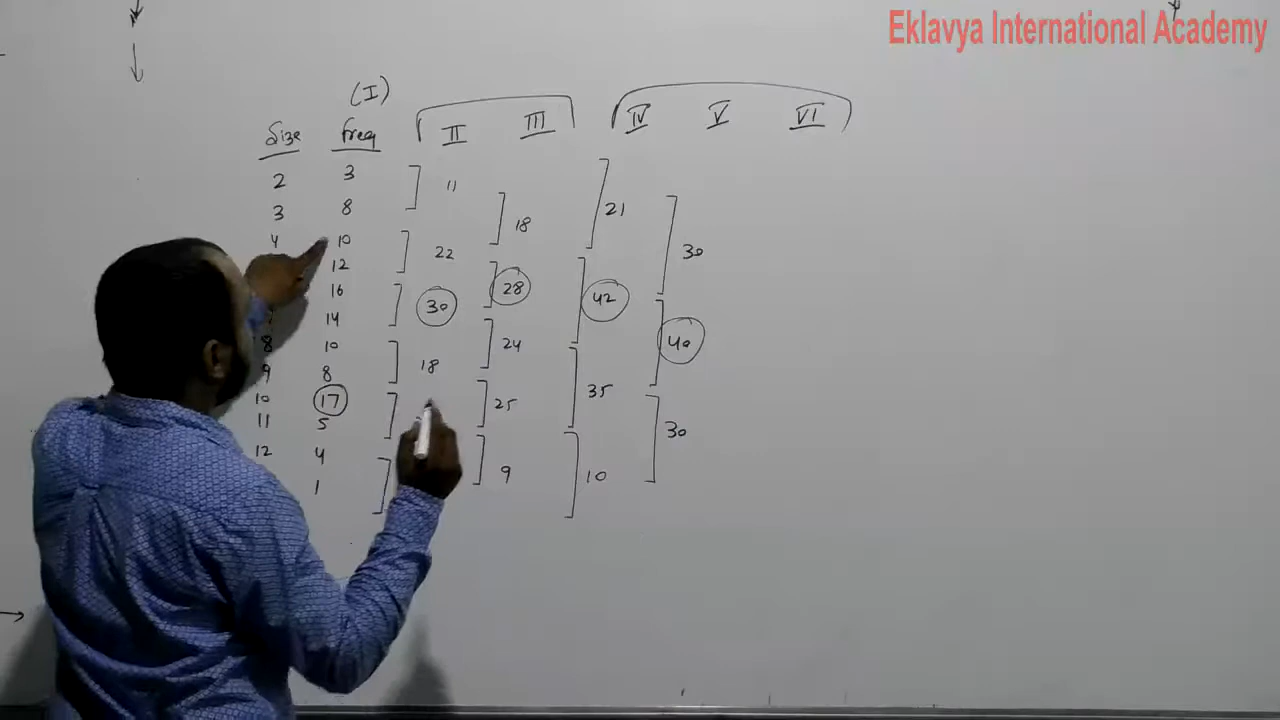 Eklavya International Academy
(I)
Size freq II III IV V VI
2 3 11 21
3 8 18 30
4 10 22
12
16 30 28 42
14
8 10 18 24 40
9 8
10 17 25 35
11 5
12 4 9 10 30
1